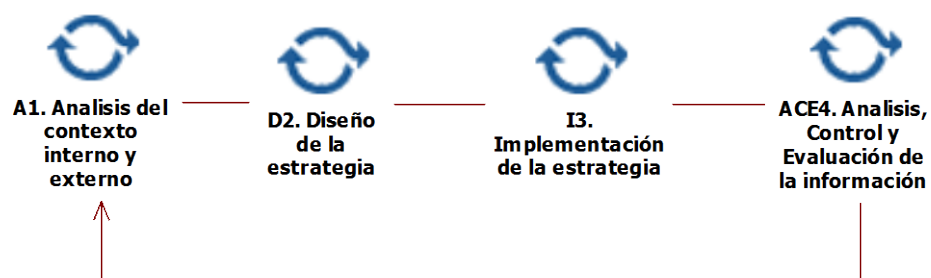 A1. Analisis del
contexto
interno y
externo
D2. Diseño
de la
estrategia
I3.
Implementación
de la estrategia
ACE4. Analisis,
Control y
Evaluación de
la información